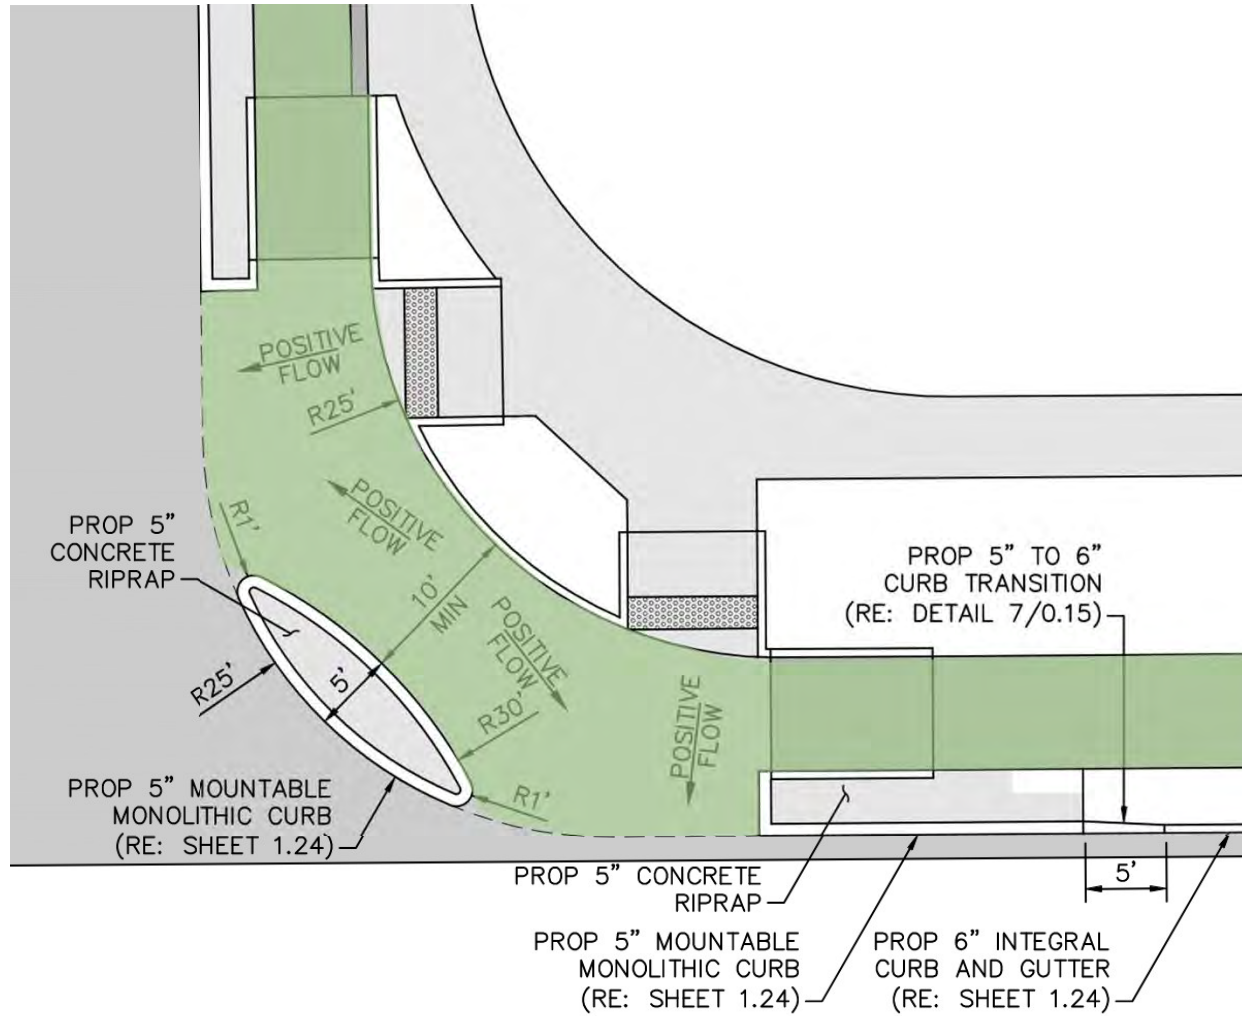 POSITIVE
FLOW
R25'
POSITIVE
FLOW
R1'
PROP 5"
CONCRETE
RIPRAP
10'
MIN
PROP 5" TO 6"
CURB TRANSITION
(RE: DETAIL 7/0.15)
POSITIVE
FLOW
5'
R25'
R30'
POSITIVE
FLOW
PROP 5" MOUNTABLE
MONOLITHIC CURB
(RE: SHEET 1.24)
R1'
PROP 5" CONCRETE
RIPRAP
5'
PROP 5" MOUNTABLE
MONOLITHIC CURB
(RE: SHEET 1.24)
PROP 6" INTEGRAL
CURB AND GUTTER
(RE: SHEET 1.24)